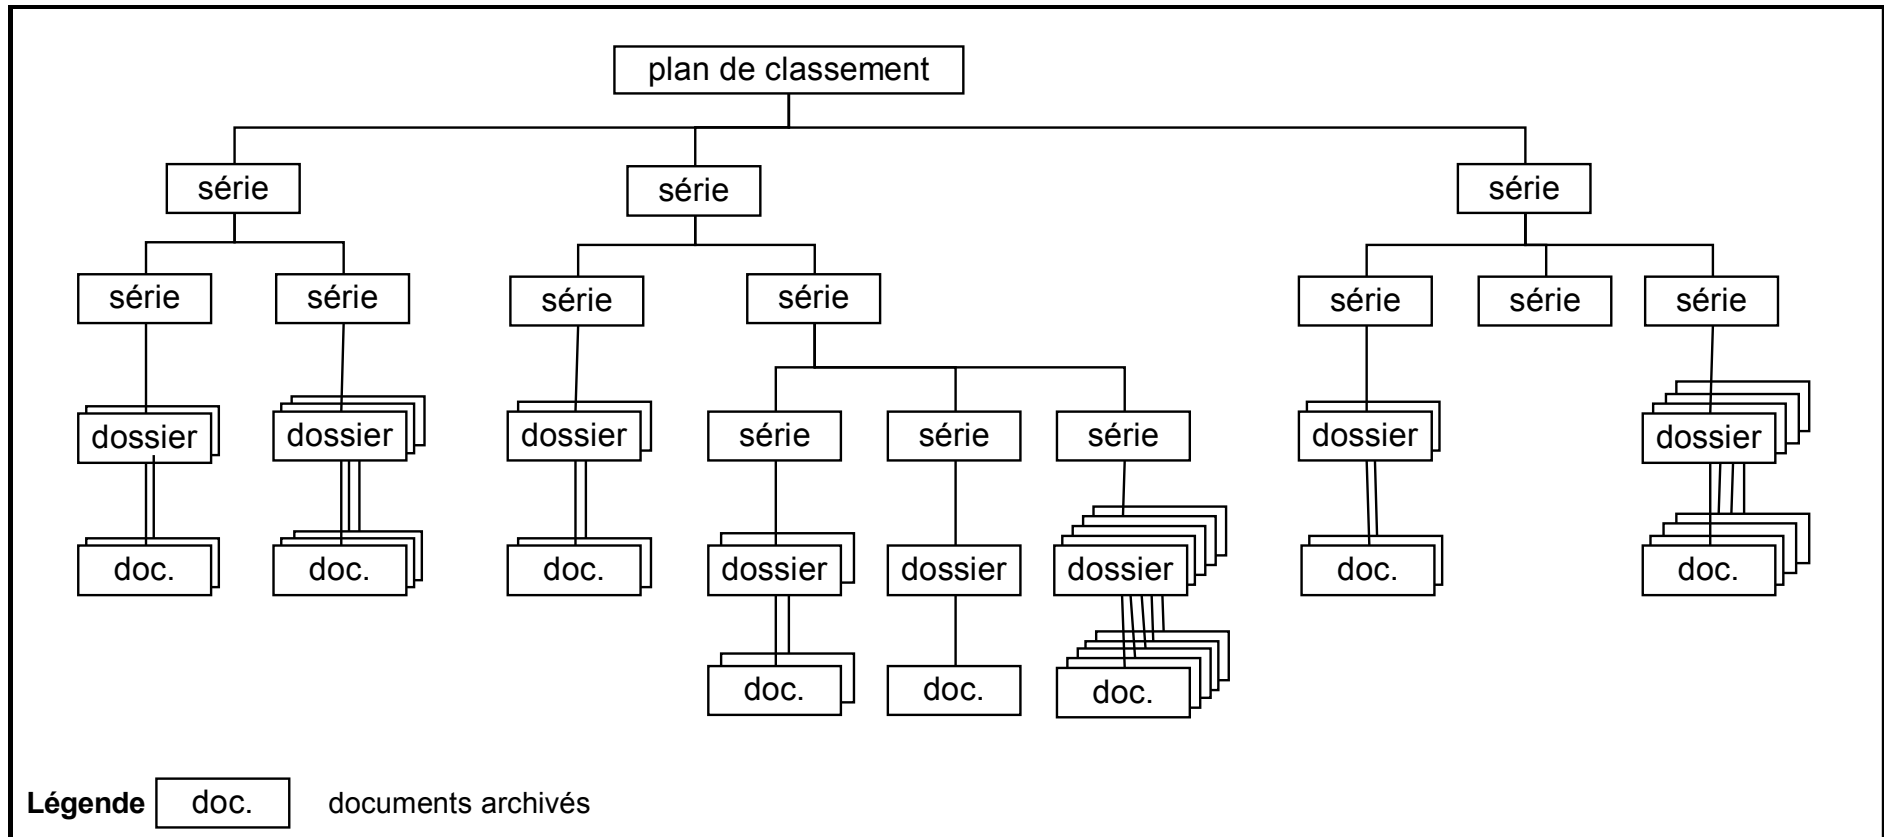 plan de classement
série série série
série série série série série série série
dossier dossier dossier série série série dossier dossier
doc. doc. doc. dossier dossier dossier doc. doc.
doc. doc. doc.
Légende doc. documents archivés